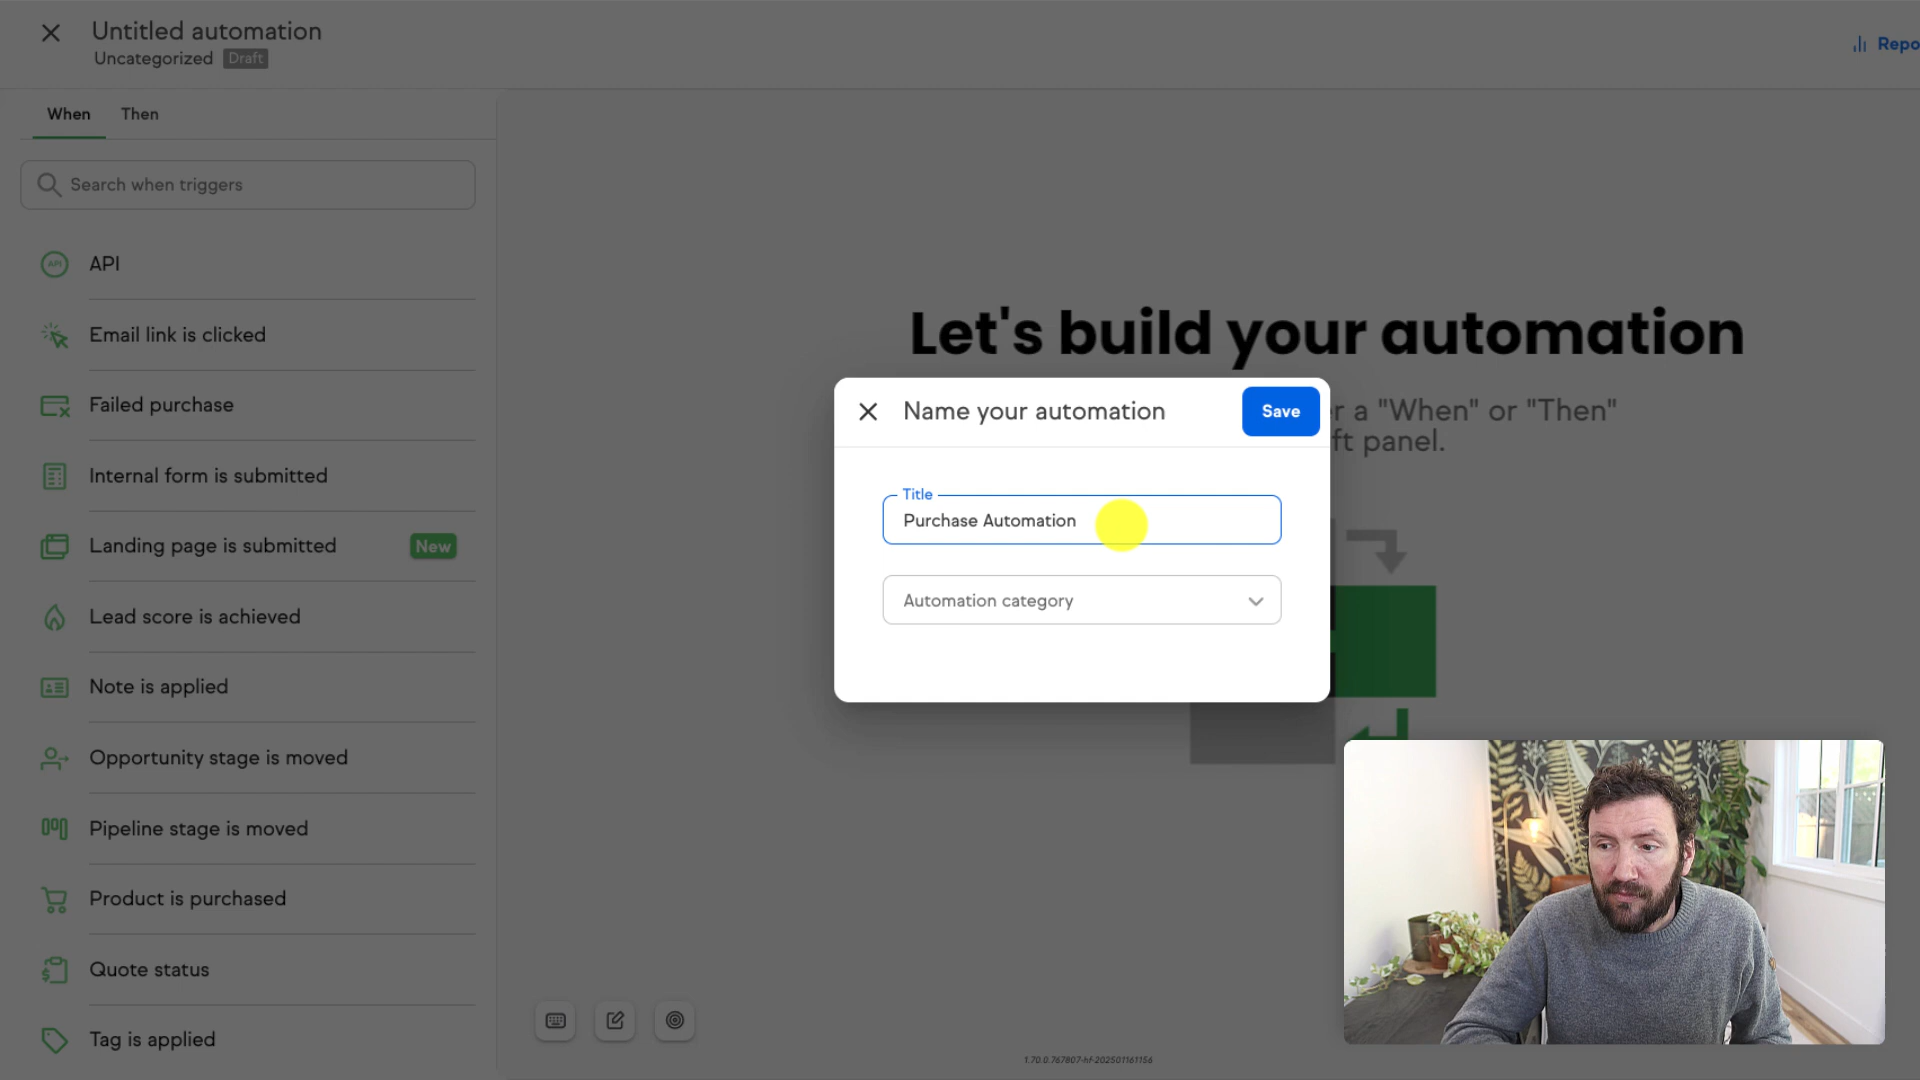 Untitled automation
Uncategorized Draft
Repo
When Then
Search when triggers
API
API
Email link is clicked
Failed purchase
Internal form is submitted
Landing page is submitted New
Lead score is achieved
Note is applied
Opportunity stage is moved
Pipeline stage is moved
Product is purchased
Quote status
Tag is applied
Let's build your automation
r a "When" or "Then"
ft panel.
Name your automation
Save
Title
Purchase Automation
Automation category
1.70.0.767807-hf-202501161156